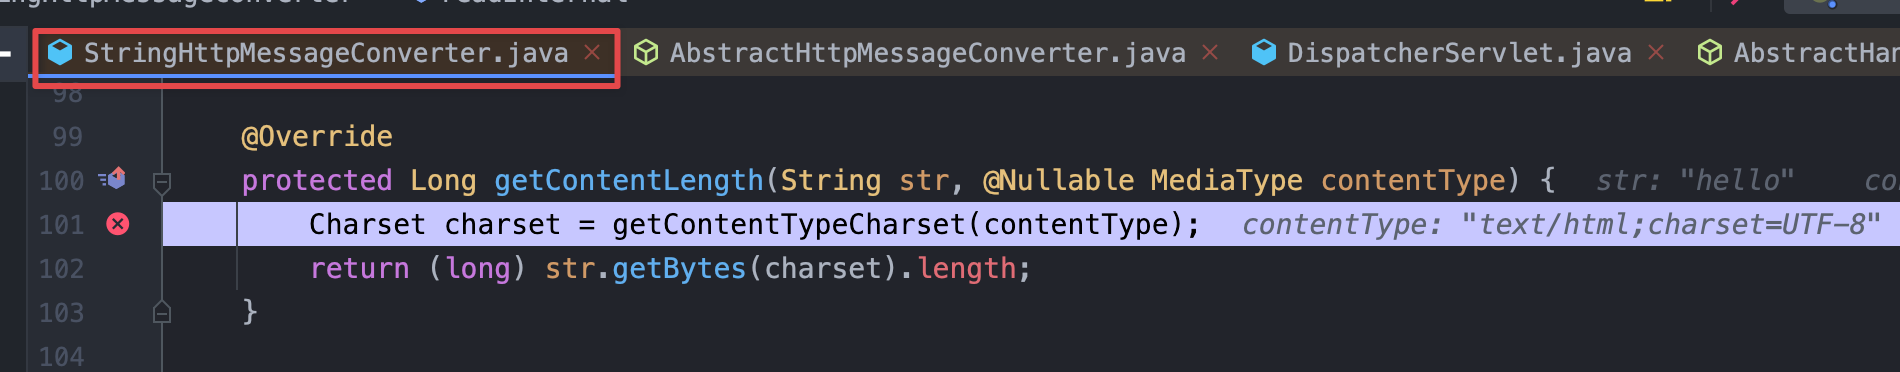 StringHttpMessageConverter.java AbstractHttpMessageConverter.java DispatcherServlet.java AbstractHan
98
99 @Override
100 protected Long getContentLength(String str, @Nullable MediaType contentType) { str: "hello" co
101 Charset charset = getContentTypeCharset(contentType); contentType: "text/html;charset=UTF-8"
102 return (long) str.getBytes(charset).length;
103 }
104